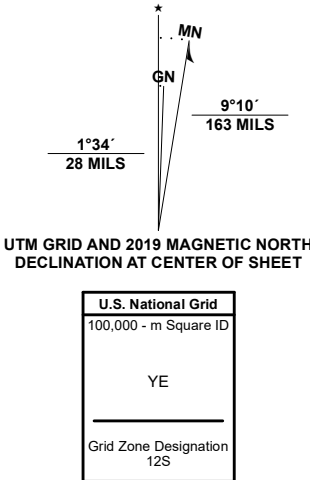 ★
MN
GN
9°10´
163 MILS
1°34´
28 MILS
UTM GRID AND 2019 MAGNETIC NORTH
DECLINATION AT CENTER OF SHEET
U.S. National Grid
100,000 - m Square ID
YE
Grid Zone Designation
12S